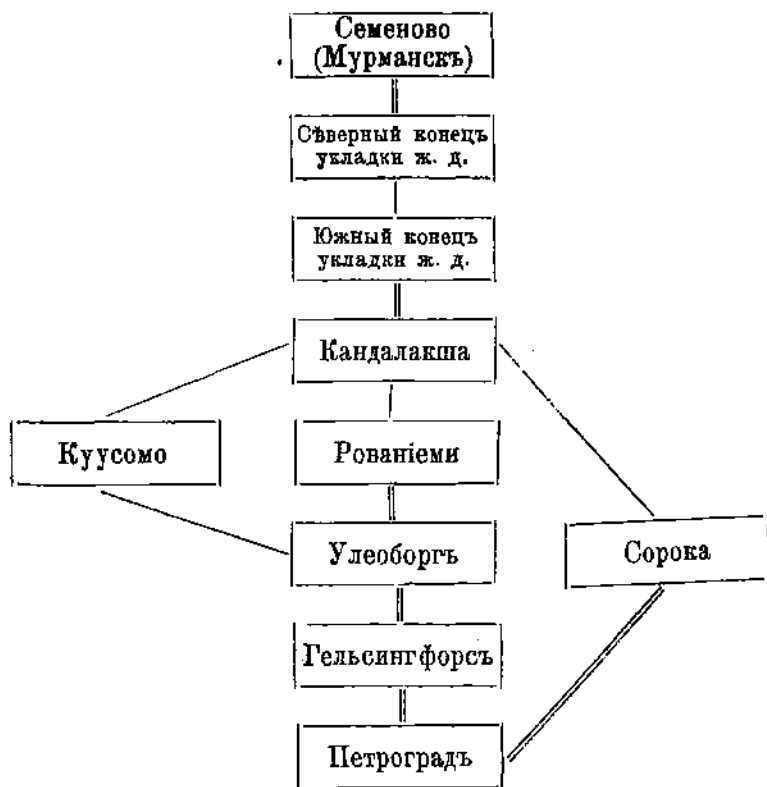 Семеново
(Мурманскъ)
Сѣверный конецъ
укладки ж. д.
Южный конецъ
укладки ж. д.
Кандалакша
Куусомо
Рованіеми
Улеоборгъ
Сорока
Гельсингфорсъ
Петроградъ